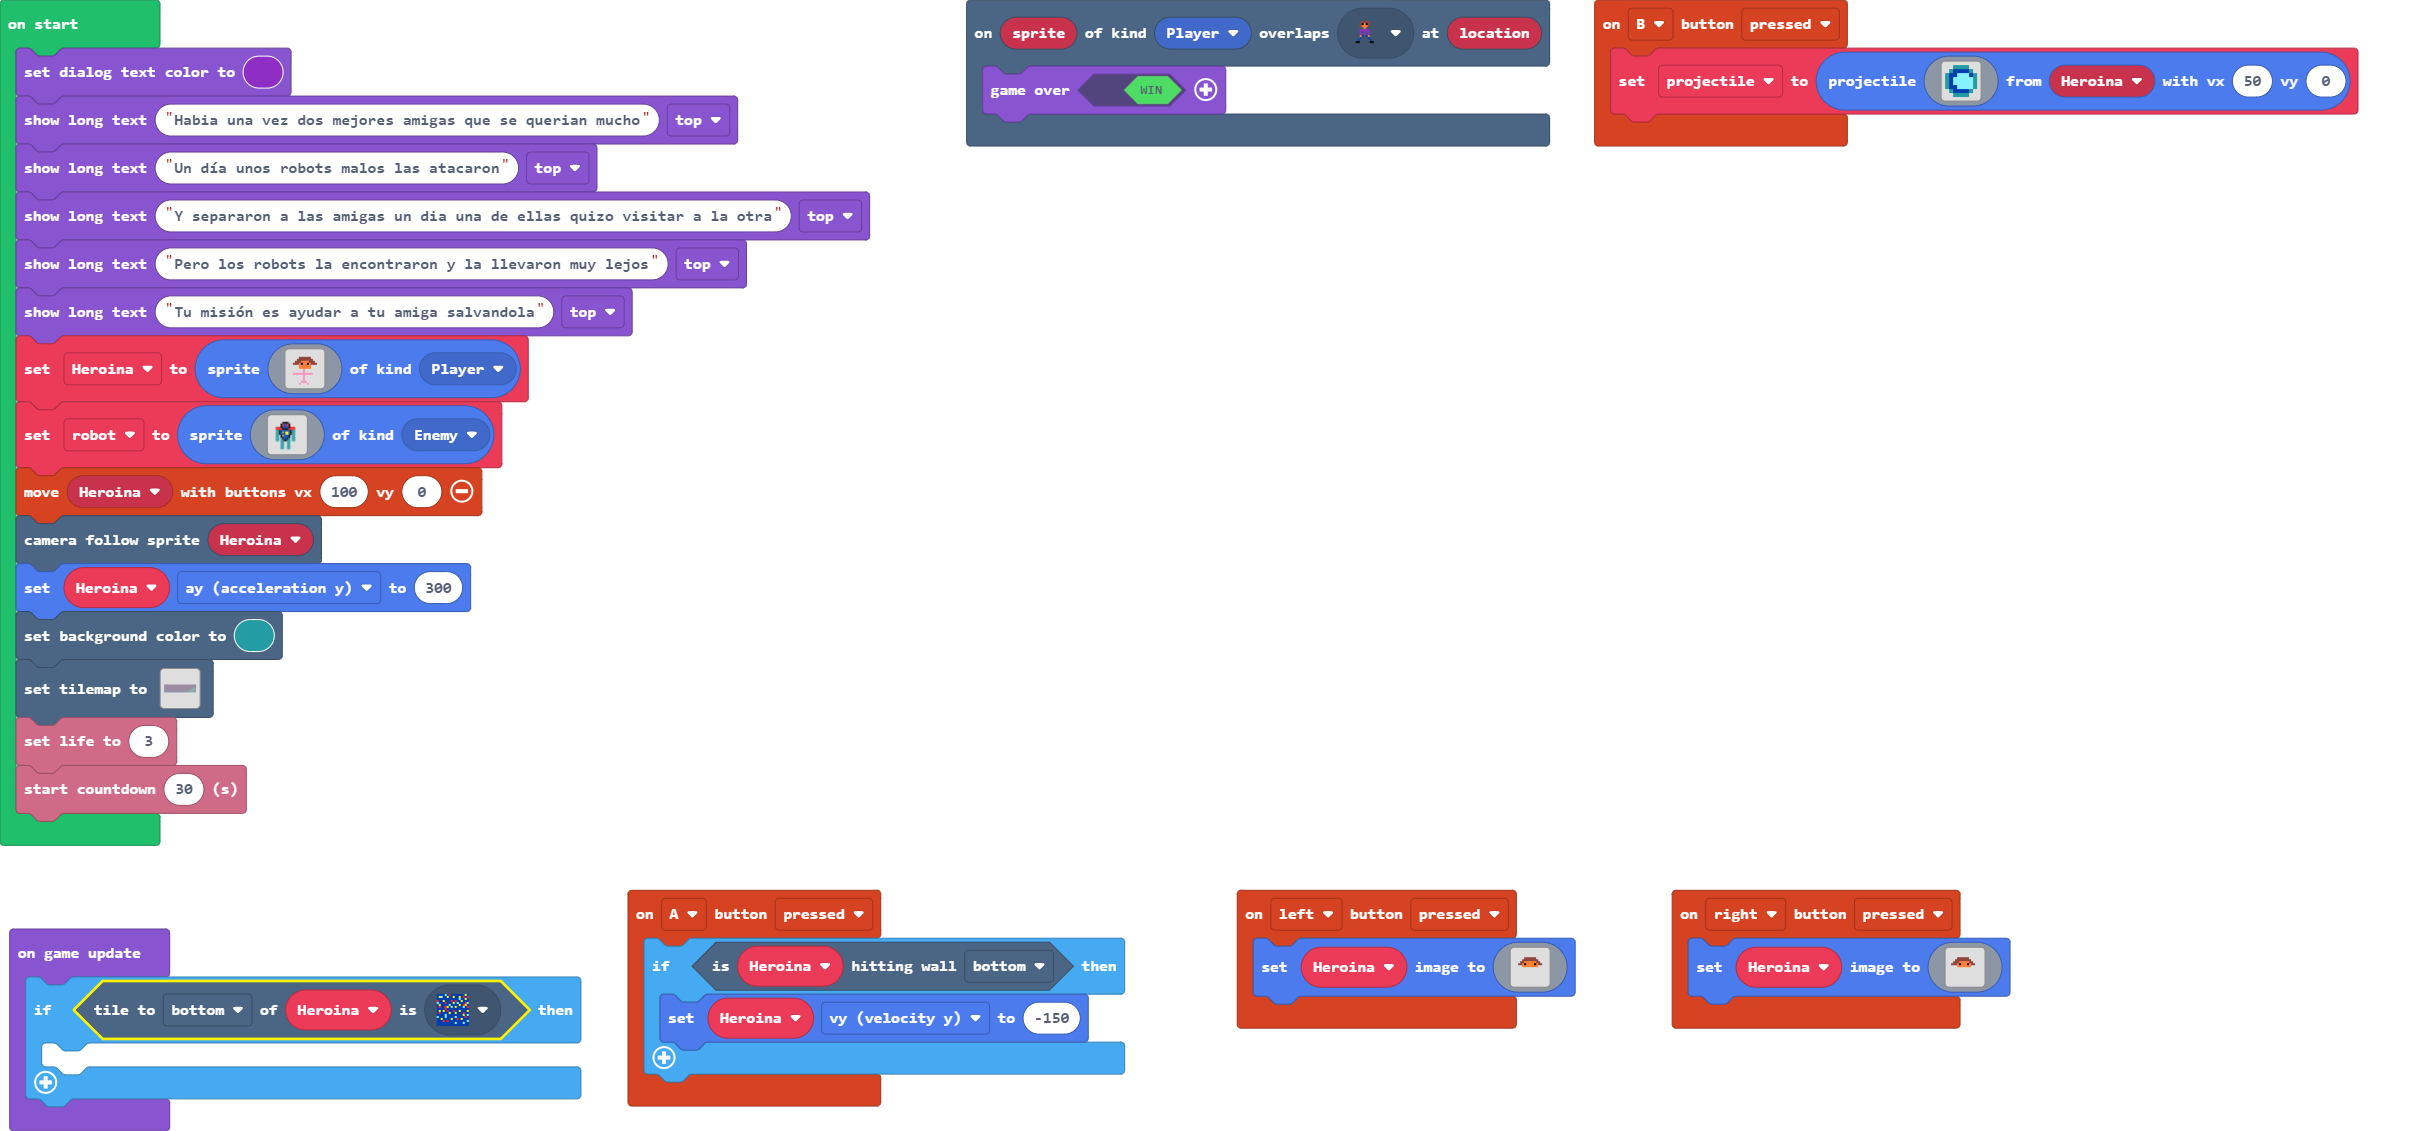 on start
set dialog text color to
show long text "Habia una vez dos mejores amigas que se querian mucho" top
show long text "Un día unos robots malos las atacaron" top
show long text "Y separaron a las amigas un dia una de ellas quizo visitar a la otra" top
show long text "Pero los robots la encontraron y la llevaron muy lejos" top
show long text "Tu misión es ayudar a tu amiga salvandola" top
set Heroina to sprite of kind Player
set robot to sprite of kind Enemy
move Heroina with buttons vx 100 vy 0
camera follow sprite Heroina
set Heroina ay (acceleration y) to 300
set background color to
set tilemap to
set life to 3
start countdown 30 (s)
on sprite of kind Player overlaps at location
game over WIN
on B button pressed
set projectile to projectile from Heroina with vx 50 vy 0
on game update
if tile to bottom of Heroina is then
on A button pressed
if is Heroina hitting wall bottom then
set Heroina vy (velocity y) to -150
on left button pressed
set Heroina image to
on right button pressed
set Heroina image to